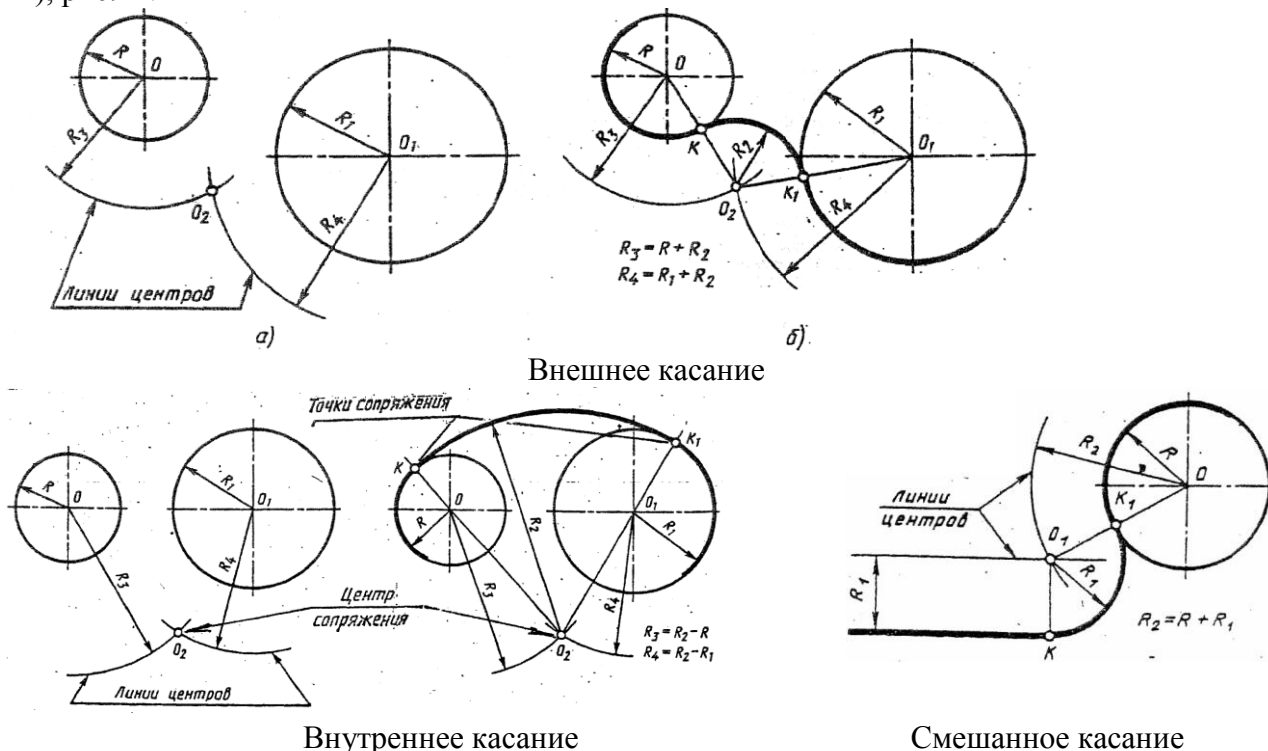 R
O
R₃
R₁
O₁
O₂
R₄
Линии центров
а)
R
O
R₃
K
R₂
R₁
O₁
K₁
O₂
R₄
R₃ = R + R₂
R₄ = R₁ + R₂
б)
Внешнее касание
R
O
R₁
O₁
R₃
R₄
O₂
Линии центров
Точки сопряжения
K
K₁
O
O₁
R
R₂
R₁
R₃
R₄
Центр
сопряжения
O₂
R₃ = R₂ – R
R₄ = R₂ – R₁
Внутреннее касание
R₂
R
O
K₁
Линии
центров
O₁
R₁
R₁
K
R₂ = R + R₁
Смешанное касание